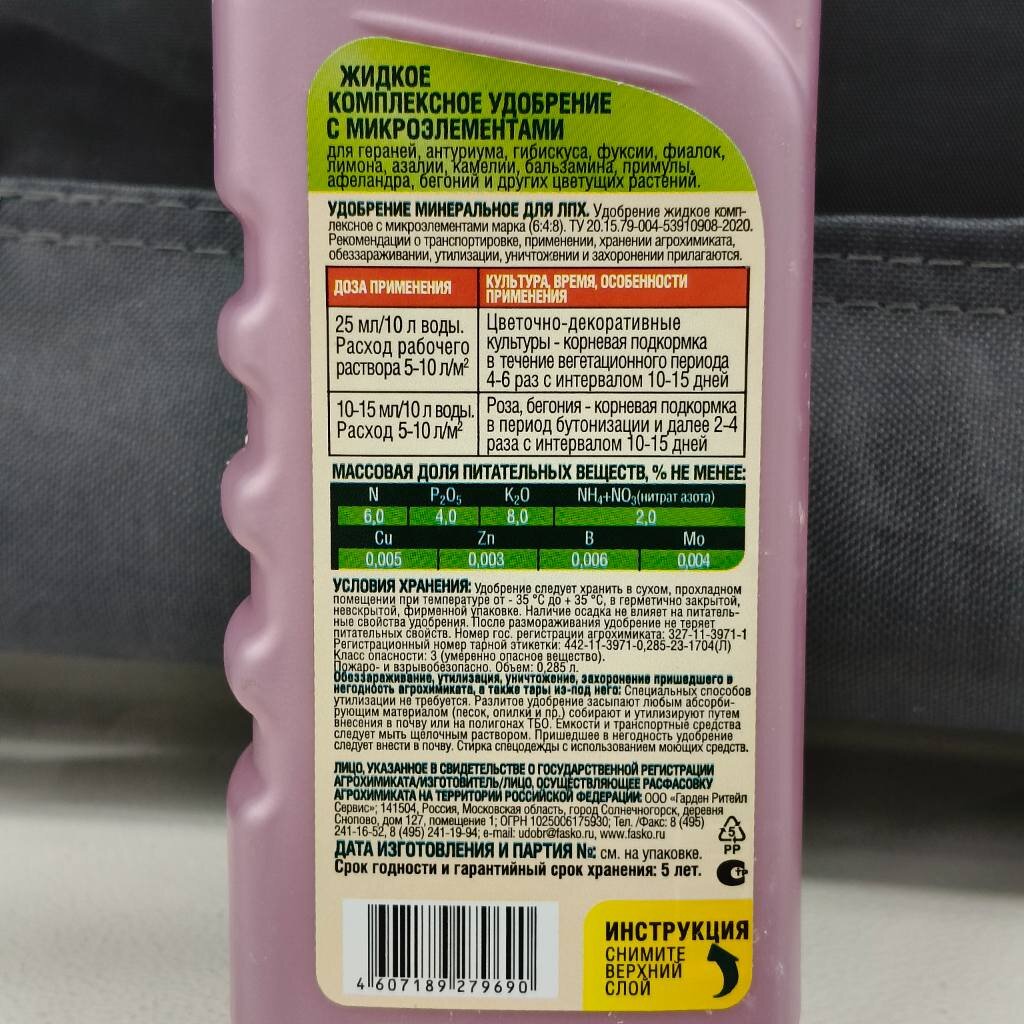 ЖИДКОЕ
КОМПЛЕКСНОЕ УДОБРЕНИЕ
С МИКРОЭЛЕМЕНТАМИ
для гераней, антуриума, гибискуса, фуксии, фиалок,
лимона, азалии, камелии, бальзамина, примулы,
афеландра, бегоний и других цветущих растений.
УДОБРЕНИЕ МИНЕРАЛЬНОЕ ДЛЯ ЛПХ. Удобрение жидкое комп-
лексное с микроэлементами марка (6:4:8). ТУ 20.15.79-004-53910908-2020.
Рекомендации о транспортировке, применении, хранении агрохимиката,
обеззараживании, утилизации, уничтожении и захоронении прилагаются.
ДОЗА ПРИМЕНЕНИЯ
КУЛЬТУРА, ВРЕМЯ, ОСОБЕННОСТИ
ПРИМЕНЕНИЯ
25 мл/10 л воды.
Расход рабочего
раствора 5-10 л/м²
Цветочно-декоративные
культуры - корневая подкормка
в течение вегетационного периода
4-6 раз с интервалом 10-15 дней
10-15 мл/10 л воды.
Расход 5-10 л/м²
Роза, бегония - корневая подкормка
в период бутонизации и далее 2-4
раза с интервалом 10-15 дней
МАССОВАЯ ДОЛЯ ПИТАТЕЛЬНЫХ ВЕЩЕСТВ, % НЕ МЕНЕЕ:
N P₂O₅ K₂O NH₄+NO₃(нитрат азота)
6,0 4,0 8,0 2,0
Cu Zn B Mo
0,005 0,003 0,006 0,004
УСЛОВИЯ ХРАНЕНИЯ: Удобрение следует хранить в сухом, прохладном
помещении при температуре от - 35 °С до + 35 °С, в герметично закрытой,
невскрытой, фирменной упаковке. Наличие осадка не влияет на питатель-
ные свойства удобрения. После размораживания удобрение не теряет
питательных свойств. Номер гос. регистрации агрохимиката: 327-11-3971-1
Регистрационный номер тарной этикетки: 442-11-3971-0,285-23-1704(Л)
Класс опасности: 3 (умеренно опасное вещество).
Пожаро- и взрывобезопасно. Объем: 0,285 л.
Обеззараживание, утилизация, уничтожение, захоронение пришедшего в
негодность агрохимиката, а также тары из-под него: Специальных способов
утилизации не требуется. Разлитое удобрение засыпают любым абсорби-
рующим материалом (песок, опилки и пр.) собирают и утилизируют путем
внесения в почву или на полигонах ТБО. Емкости и транспортные средства
следует мыть щелочным раствором. Пришедшее в негодность удобрение
следует внести в почву. Стирка спецодежды с использованием моющих средств.
ЛИЦО, УКАЗАННОЕ В СВИДЕТЕЛЬСТВЕ О ГОСУДАРСТВЕННОЙ РЕГИСТРАЦИИ
АГРОХИМИКАТА/ИЗГОТОВИТЕЛЬ/ЛИЦО, ОСУЩЕСТВЛЯЮЩЕЕ РАСФАСОВКУ
АГРОХИМИКАТА НА ТЕРРИТОРИИ РОССИЙСКОЙ ФЕДЕРАЦИИ: ООО «Гарден Ритейл
Сервис»; 141504, Россия, Московская область, город Солнечногорск, деревня
Снопово, дом 127, помещение 1; ОГРН 1025006175930; Тел. /Факс: 8 (495)
241-16-52, 8 (495) 241-19-94; e-mail: udobr@fasko.ru, www.fasko.ru
ДАТА ИЗГОТОВЛЕНИЯ И ПАРТИЯ №: см. на упаковке.
Срок годности и гарантийный срок хранения: 5 лет.
5
PP
4 607189 279690
ИНСТРУКЦИЯ
СНИМИТЕ
ВЕРХНИЙ
СЛОЙ